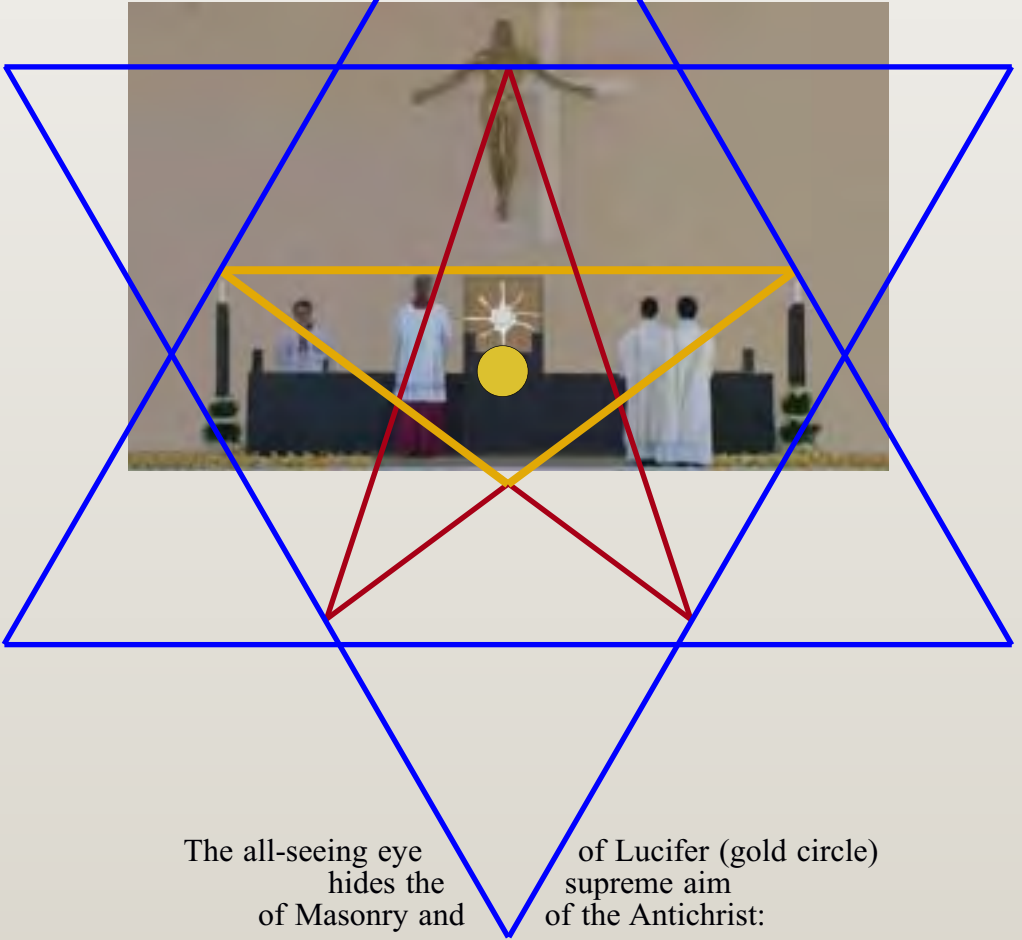 The all-seeing eye of Lucifer (gold circle)
hides the supreme aim
of Masonry and of the Antichrist: